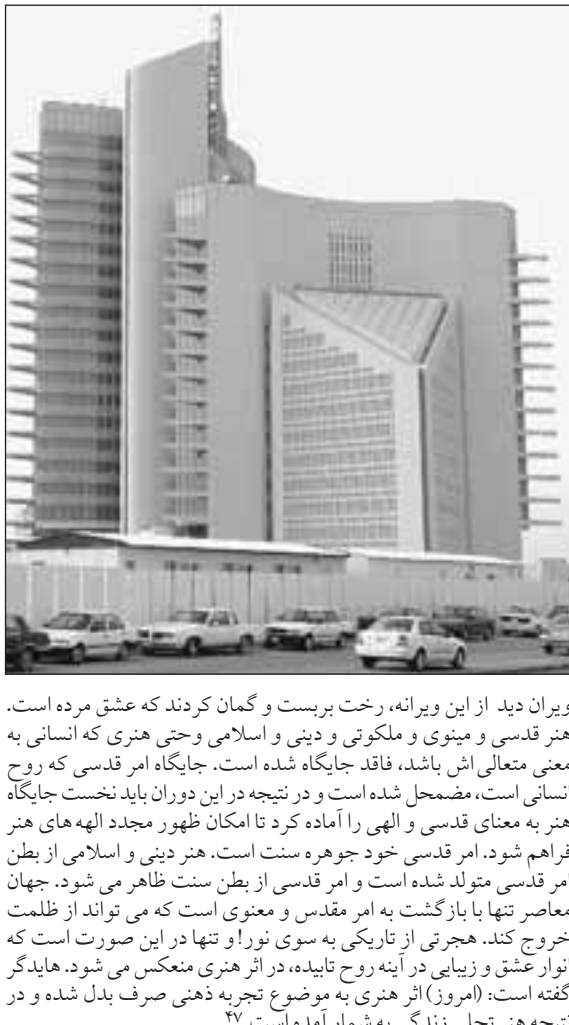 ویران دید از این ویرانه، رخت بربست و گمان کردند که عشق مرده است.
هنر قدسی و مینوی و ملکوتی و دینی و اسلامی وحتی هنری که انسانی به
معنی متعالی اش باشد، فاقد جایگاه شده است. جایگاه امر قدسی که روح
انسانی است، مضمحل شده است و در نتیجه در این دوران باید نخست جایگاه
هنر به معنای قدسی و الهی را آماده کرد تا امکان ظهور مجدد الهه های هنر
فراهم شود. امر قدسی خود جوهره سنت است. هنر دینی و اسلامی از بطن
امر قدسی متولد شده است و امر قدسی از بطن سنت ظاهر می شود. جهان
معاصر تنها با بازگشت به امر مقدس و معنوی است که می تواند از ظلمت
خروج کند. هجرتی از تاریکی به سوی نور! و تنها در این صورت است که
انوار عشق و زیبایی در آینه روح تابیده، در اثر هنری منعکس می شود. هایدگر
گفته است: (امروز) اثر هنری به موضوع تجربه ذهنی صرف بدل شده و در
نتیجه هنر تجلی زندگی به شمار آمده است.۴۷